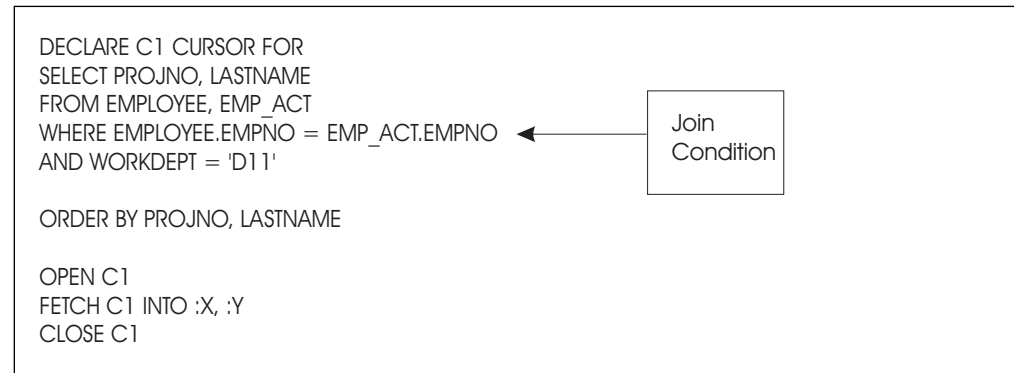 DECLARE C1 CURSOR FOR
SELECT PROJNO, LASTNAME
FROM EMPLOYEE, EMP_ACT
WHERE EMPLOYEE.EMPNO = EMP_ACT.EMPNO
AND WORKDEPT = 'D11'
ORDER BY PROJNO, LASTNAME
OPEN C1
FETCH C1 INTO :X, :Y
CLOSE C1
Join
Condition